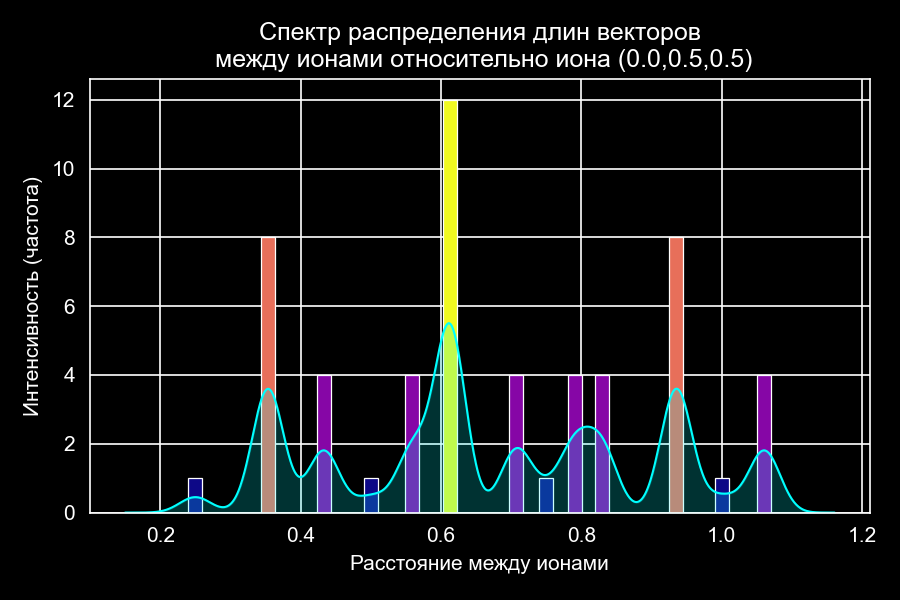 Спектр распределения длин векторов
между ионами относительно иона (0.0,0.5,0.5)
Интенсивность (частота)
12
10
8
6
4
2
0
0.2 0.4 0.6 0.8 1.0 1.2
Расстояние между ионами